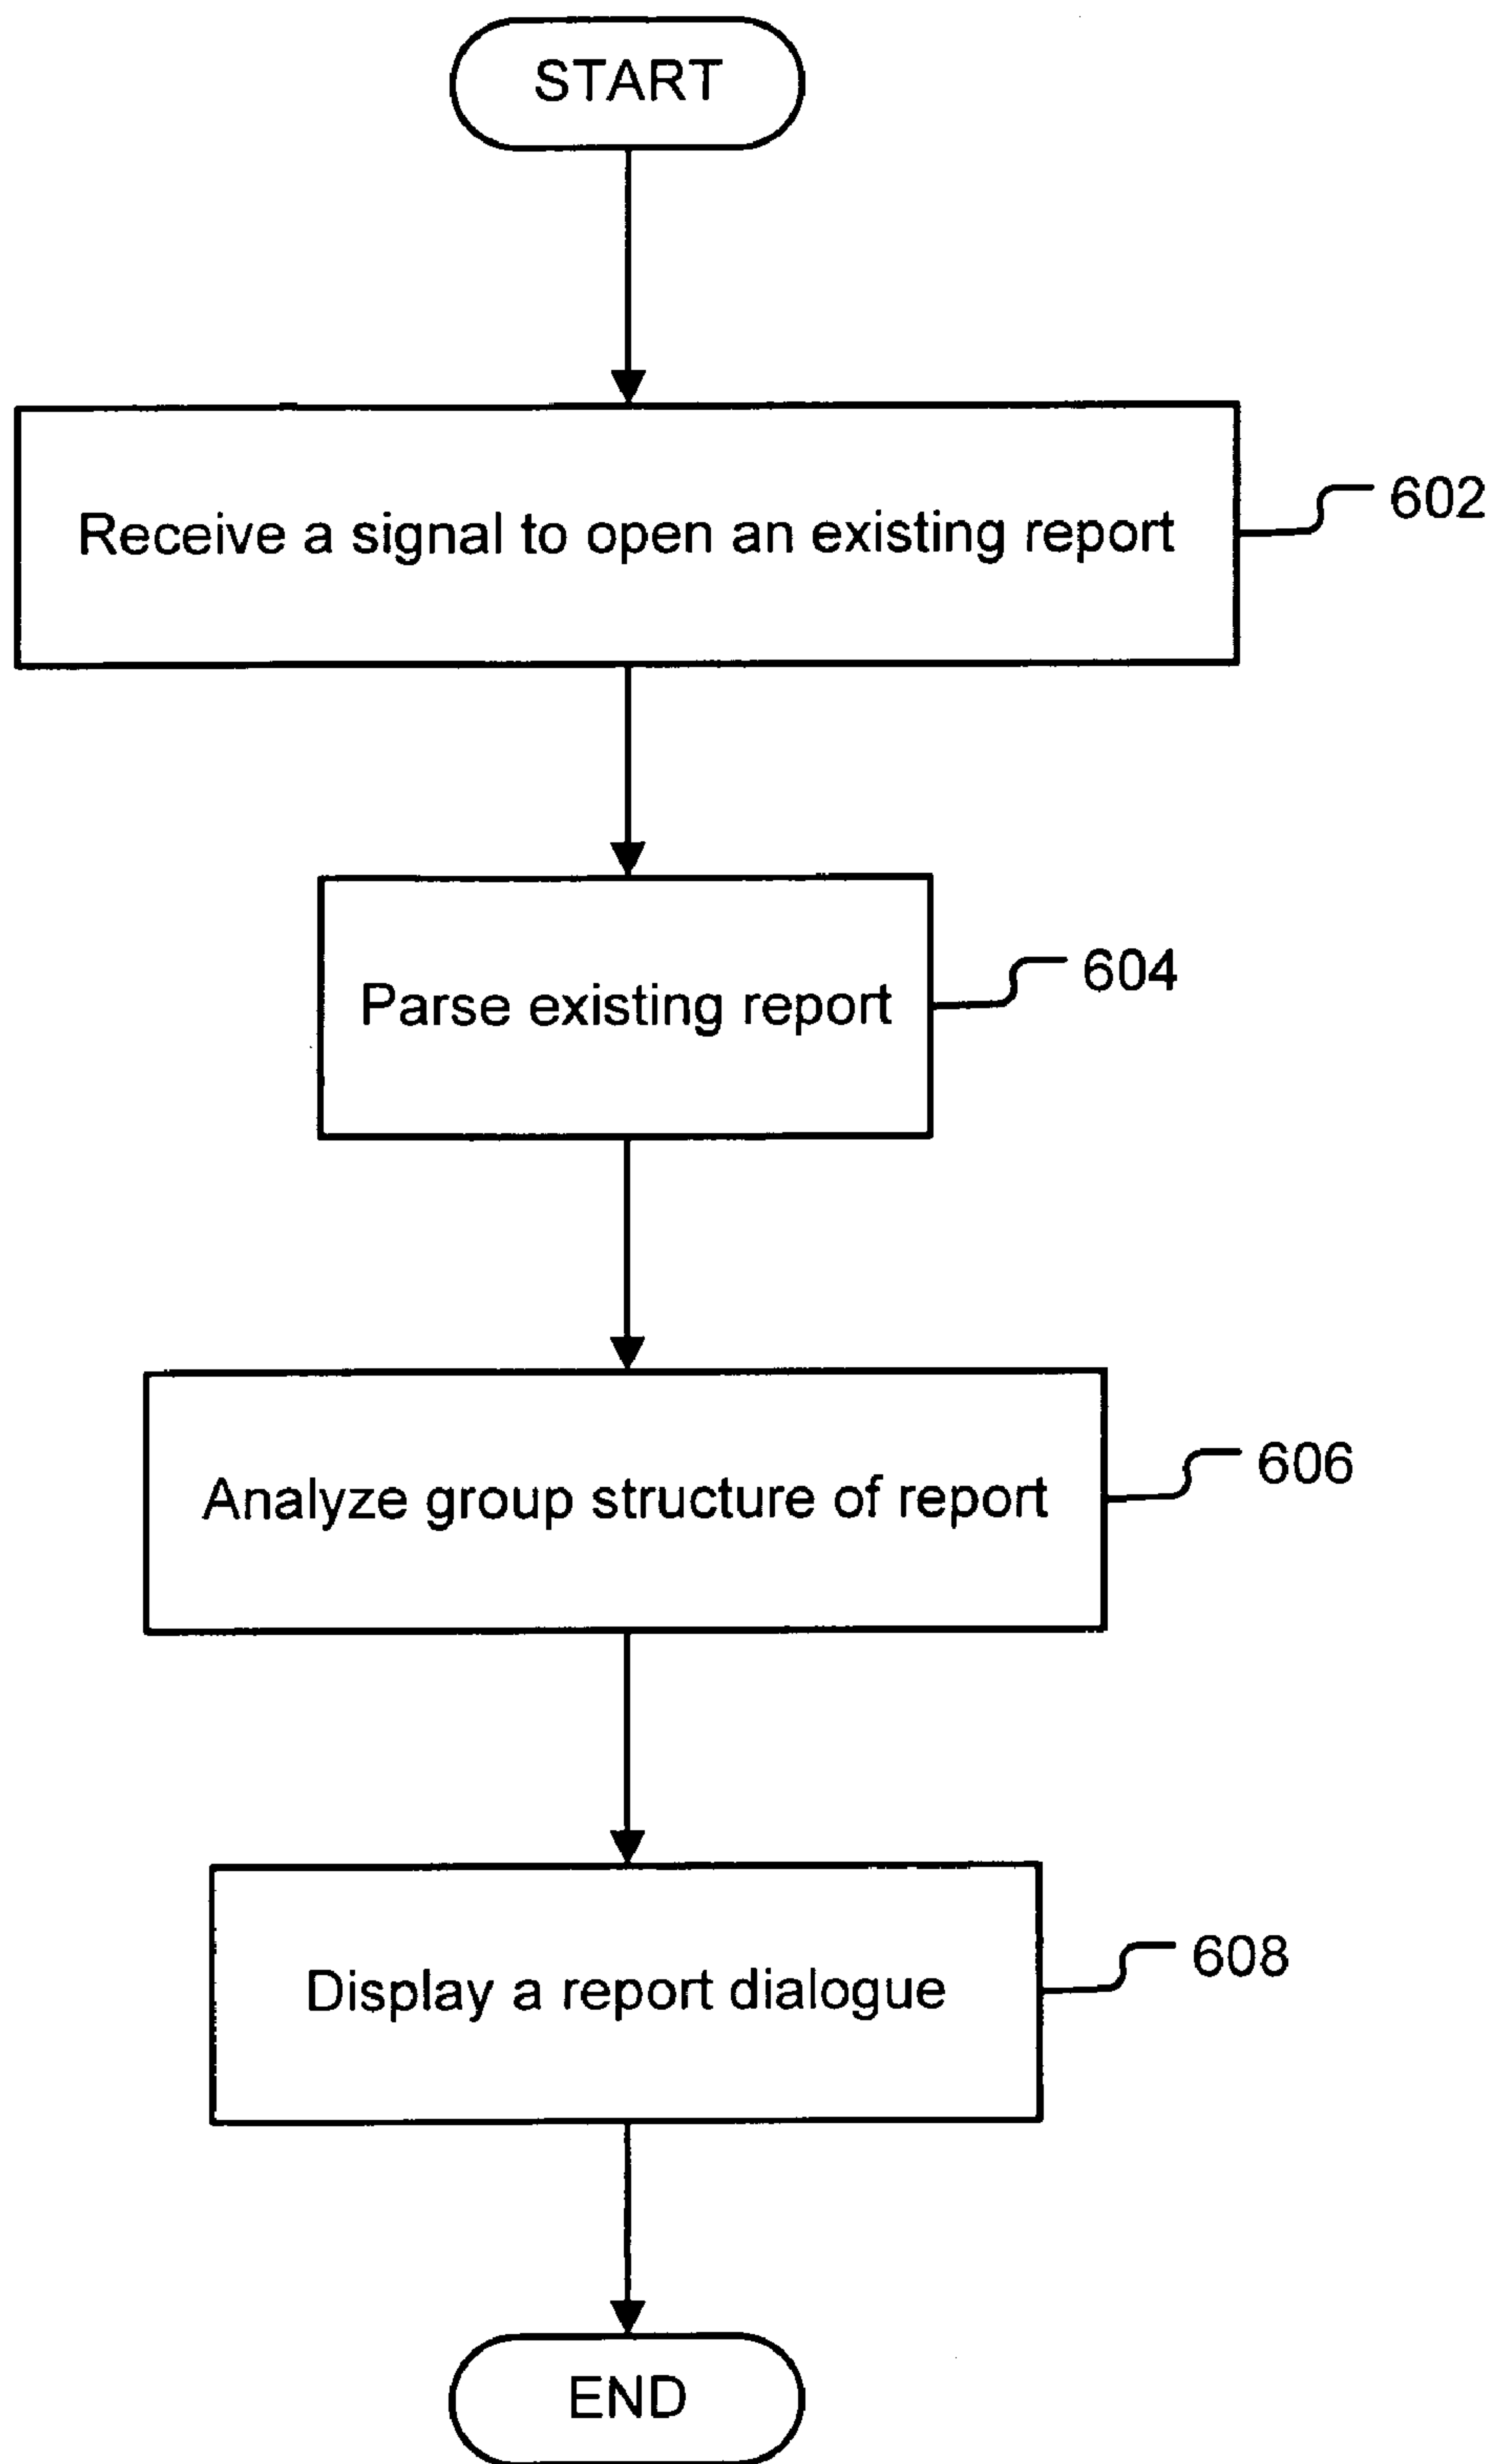 START
Receive a signal to open an existing report
602
Parse existing report
604
Analyze group structure of report
606
Display a report dialogue
608
END